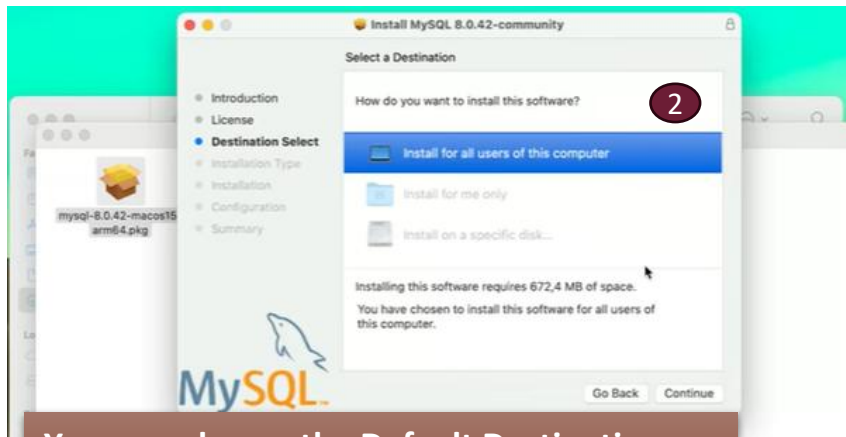 Install MySQL 8.0.42-community
Select a Destination
Introduction
License
Destination Select
Installation Type
Installation
Configuration
Summary
How do you want to install this software?
2
Install for all users of this computer
Install for me only
Install on a specific disk...
Installing this software requires 672,4 MB of space.
You have chosen to install this software for all users of
this computer.
mysql-8.0.42-macos15
arm64.pkg
MySQL
Go Back Continue